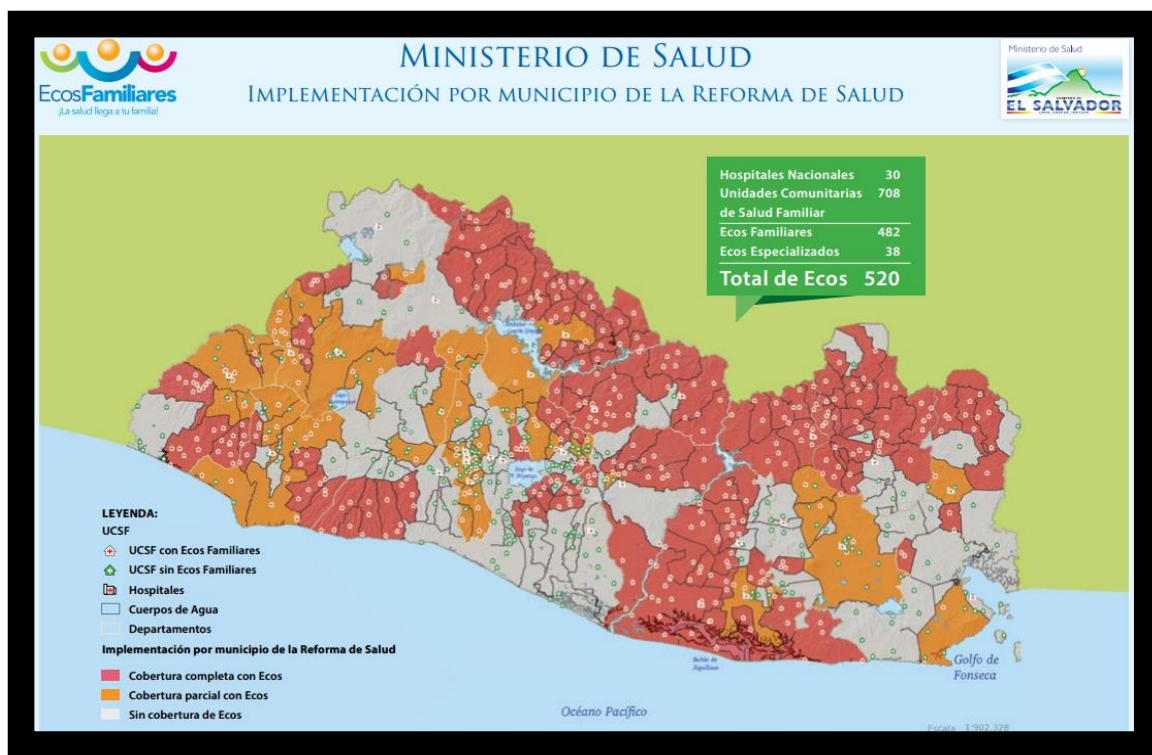 EcosFamiliares
¡La salud llega a tu familia!
MINISTERIO DE SALUD
IMPLEMENTACIÓN POR MUNICIPIO DE LA REFORMA DE SALUD
Ministerio de Salud
EL SALVADOR
Hospitales Nacionales 30
Unidades Comunitarias 708
de Salud Familiar
Ecos Familiares 482
Ecos Especializados 38
Total de Ecos 520
LEYENDA:
UCSF
UCSF con Ecos Familiares
UCSF sin Ecos Familiares
Hospitales
Cuerpos de Agua
Departamentos
Implementación por municipio de la Reforma de Salud
Cobertura completa con Ecos
Cobertura parcial con Ecos
Sin cobertura de Ecos
Bahía de
Jiquilisco
Golfo de
Fonseca
Océano Pacífico
Escala 1:902.328